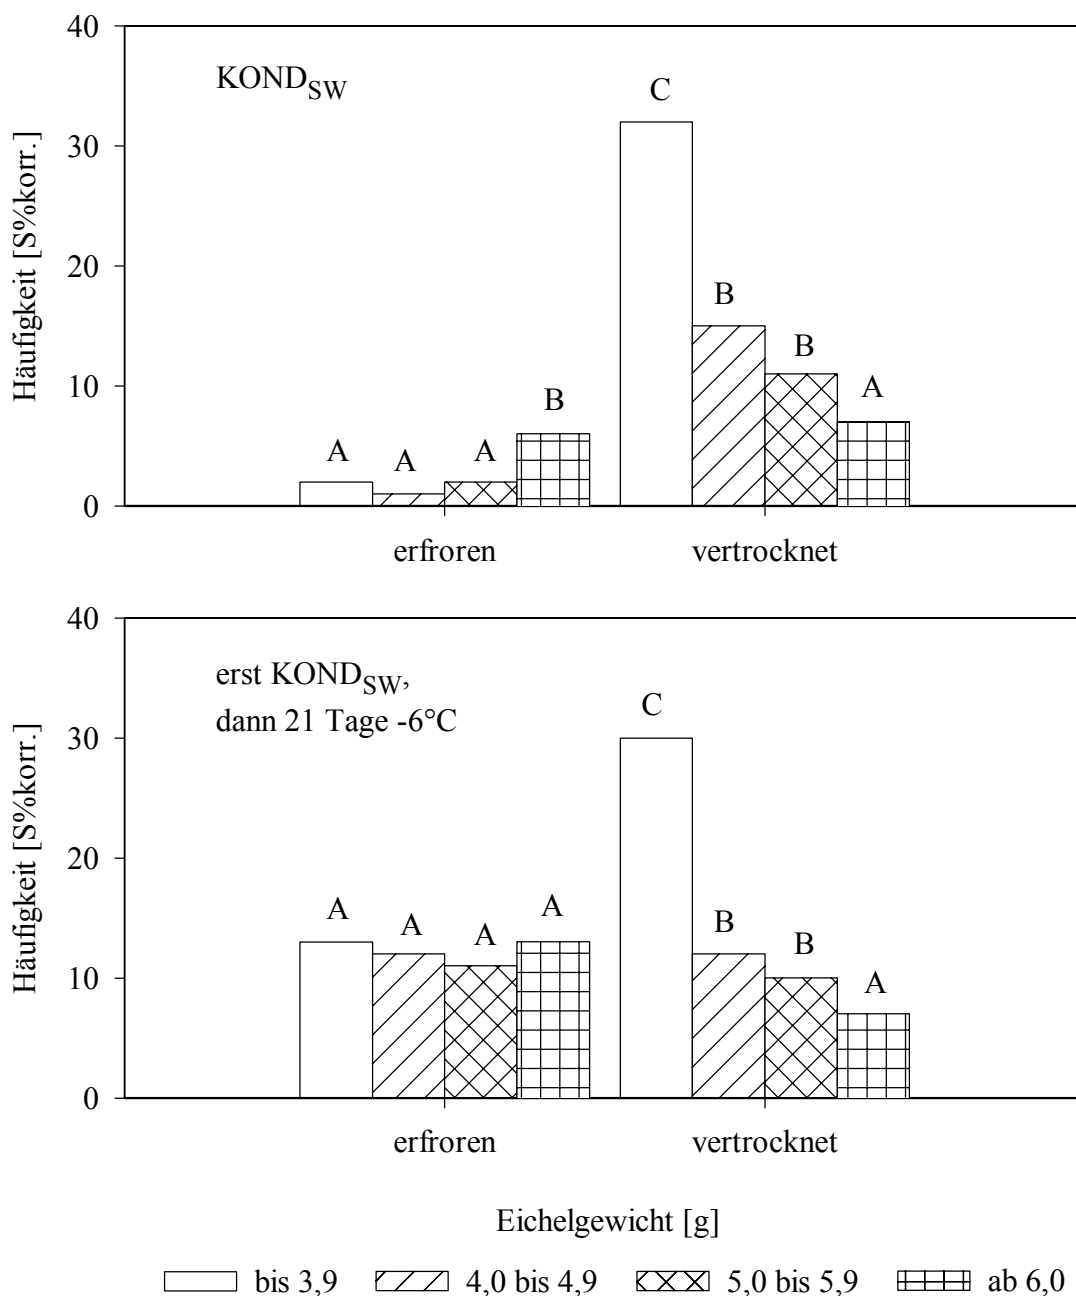 40
30
20
10
0
Häufigkeit [S%korr.]
KOND_SW
A
A
A
B
C
B
B
A
erfroren
vertrocknet
40
30
20
10
0
Häufigkeit [S%korr.]
erst KOND_SW,
dann 21 Tage -6°C
A
A
A
A
C
B
B
A
erfroren
vertrocknet
Eichelgewicht [g]
bis 3,9 4,0 bis 4,9 5,0 bis 5,9 ab 6,0